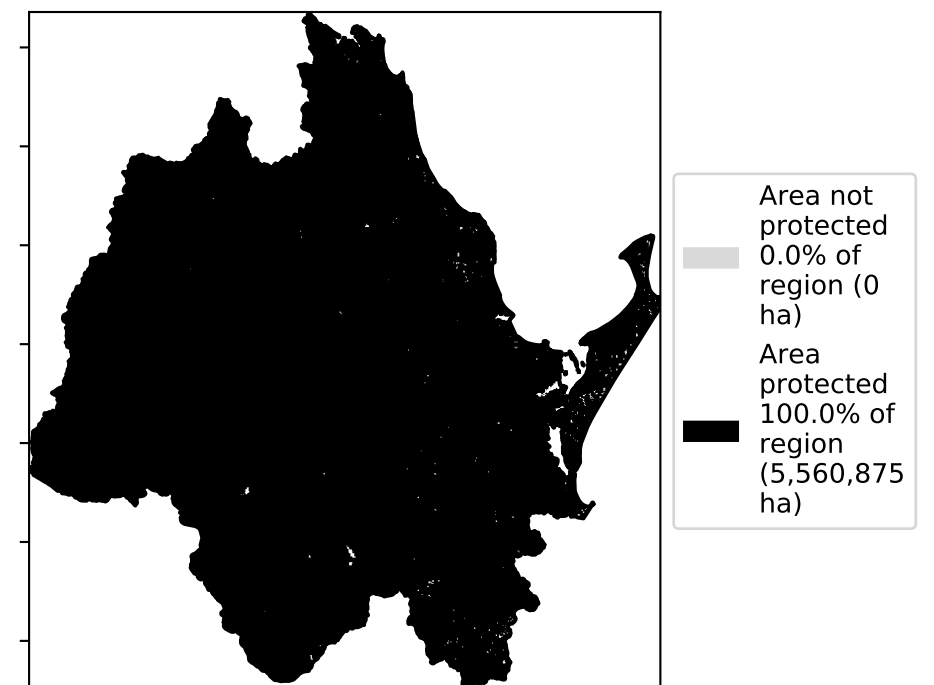 Area not
protected
0.0% of
region (0
ha)
Area
protected
100.0% of
region
(5,560,875
ha)